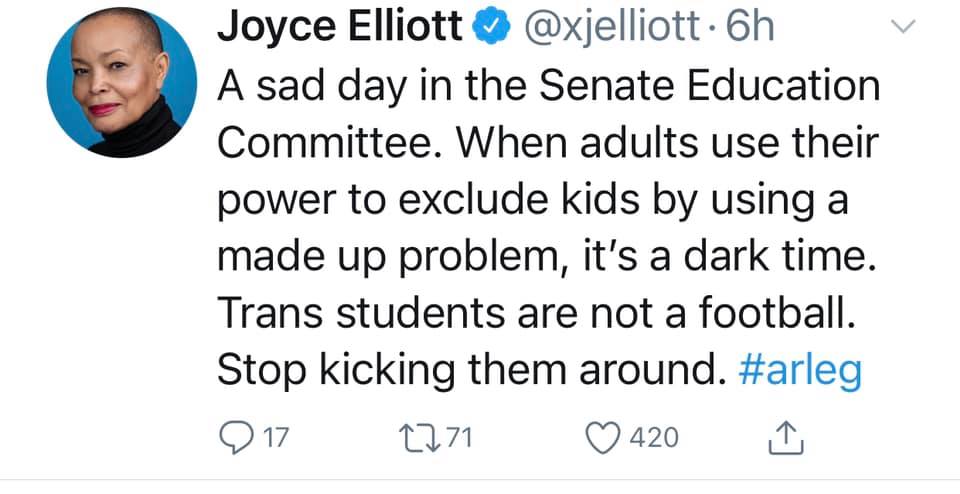 Joyce Elliott @xjelliott · 6h
A sad day in the Senate Education
Committee. When adults use their
power to exclude kids by using a
made up problem, it's a dark time.
Trans students are not a football.
Stop kicking them around. #arleg
17 71 420